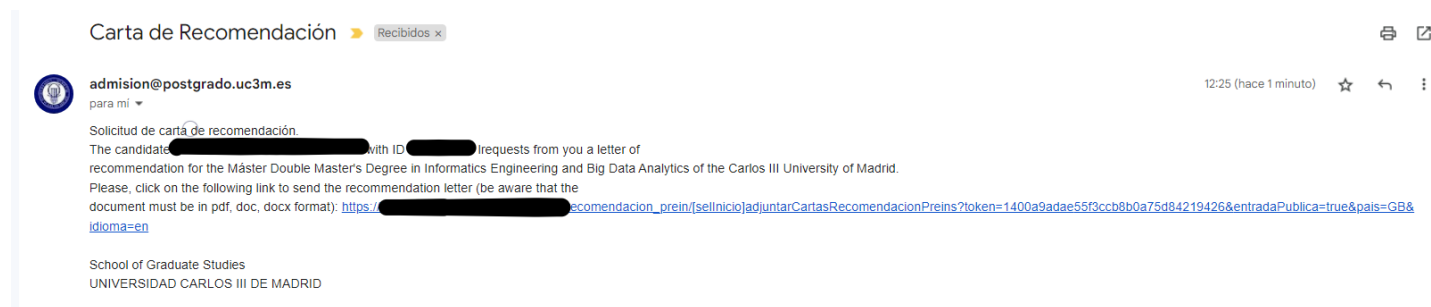 Carta de Recomendación
Recibidos ×
admision@postgrado.uc3m.es
12:25 (hace 1 minuto)
para mí
Solicitud de carta de recomendación.
The candidate with ID requests from you a letter of
recommendation for the Máster Double Master's Degree in Informatics Engineering and Big Data Analytics of the Carlos III University of Madrid.
Please, click on the following link to send the recommendation letter (be aware that the
document must be in pdf, doc, docx format): https:/ ecomendacion_prein/[selInicio]adjuntarCartasRecomendacionPreins?token=1400a9adae55f3ccb8b0a75d84219426&entradaPublica=true&pais=GB&
idioma=en
School of Graduate Studies
UNIVERSIDAD CARLOS III DE MADRID